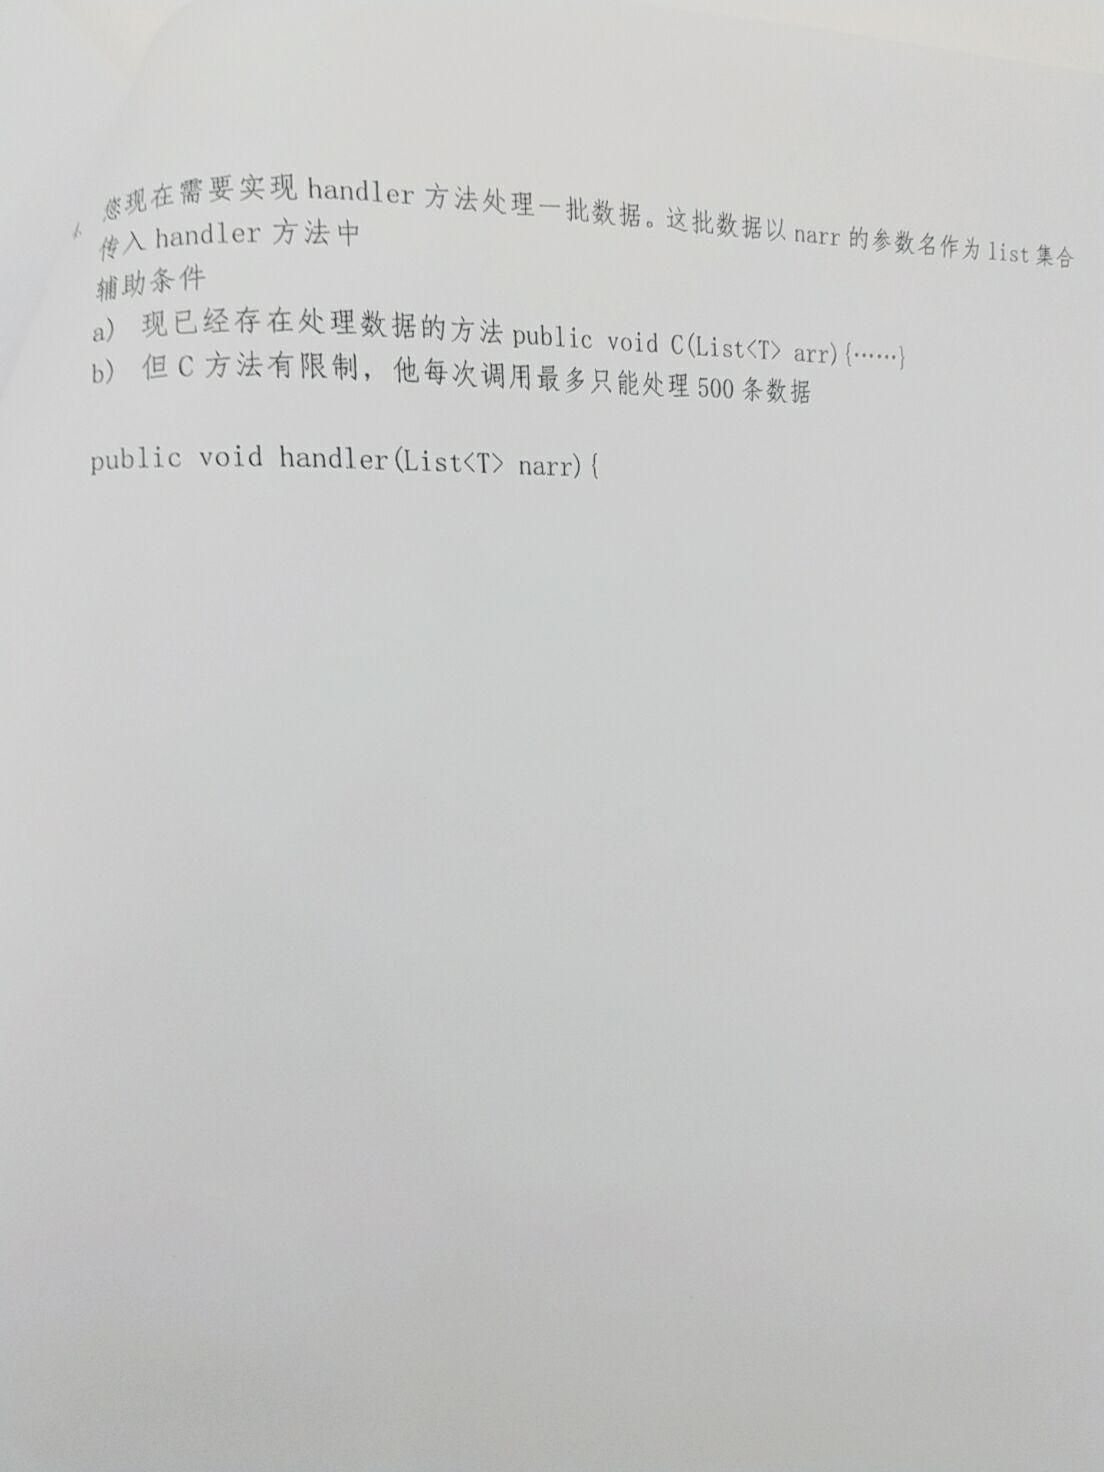 您现在需要实现 handler 方法处理一批数据。这批数据以 narr 的参数名作为 list 集合
传入 handler 方法中
辅助条件
a) 现已经存在处理数据的方法 public void C(List<T> arr){……}
b) 但 C 方法有限制，他每次调用最多只能处理 500 条数据
public void handler(List<T> narr){